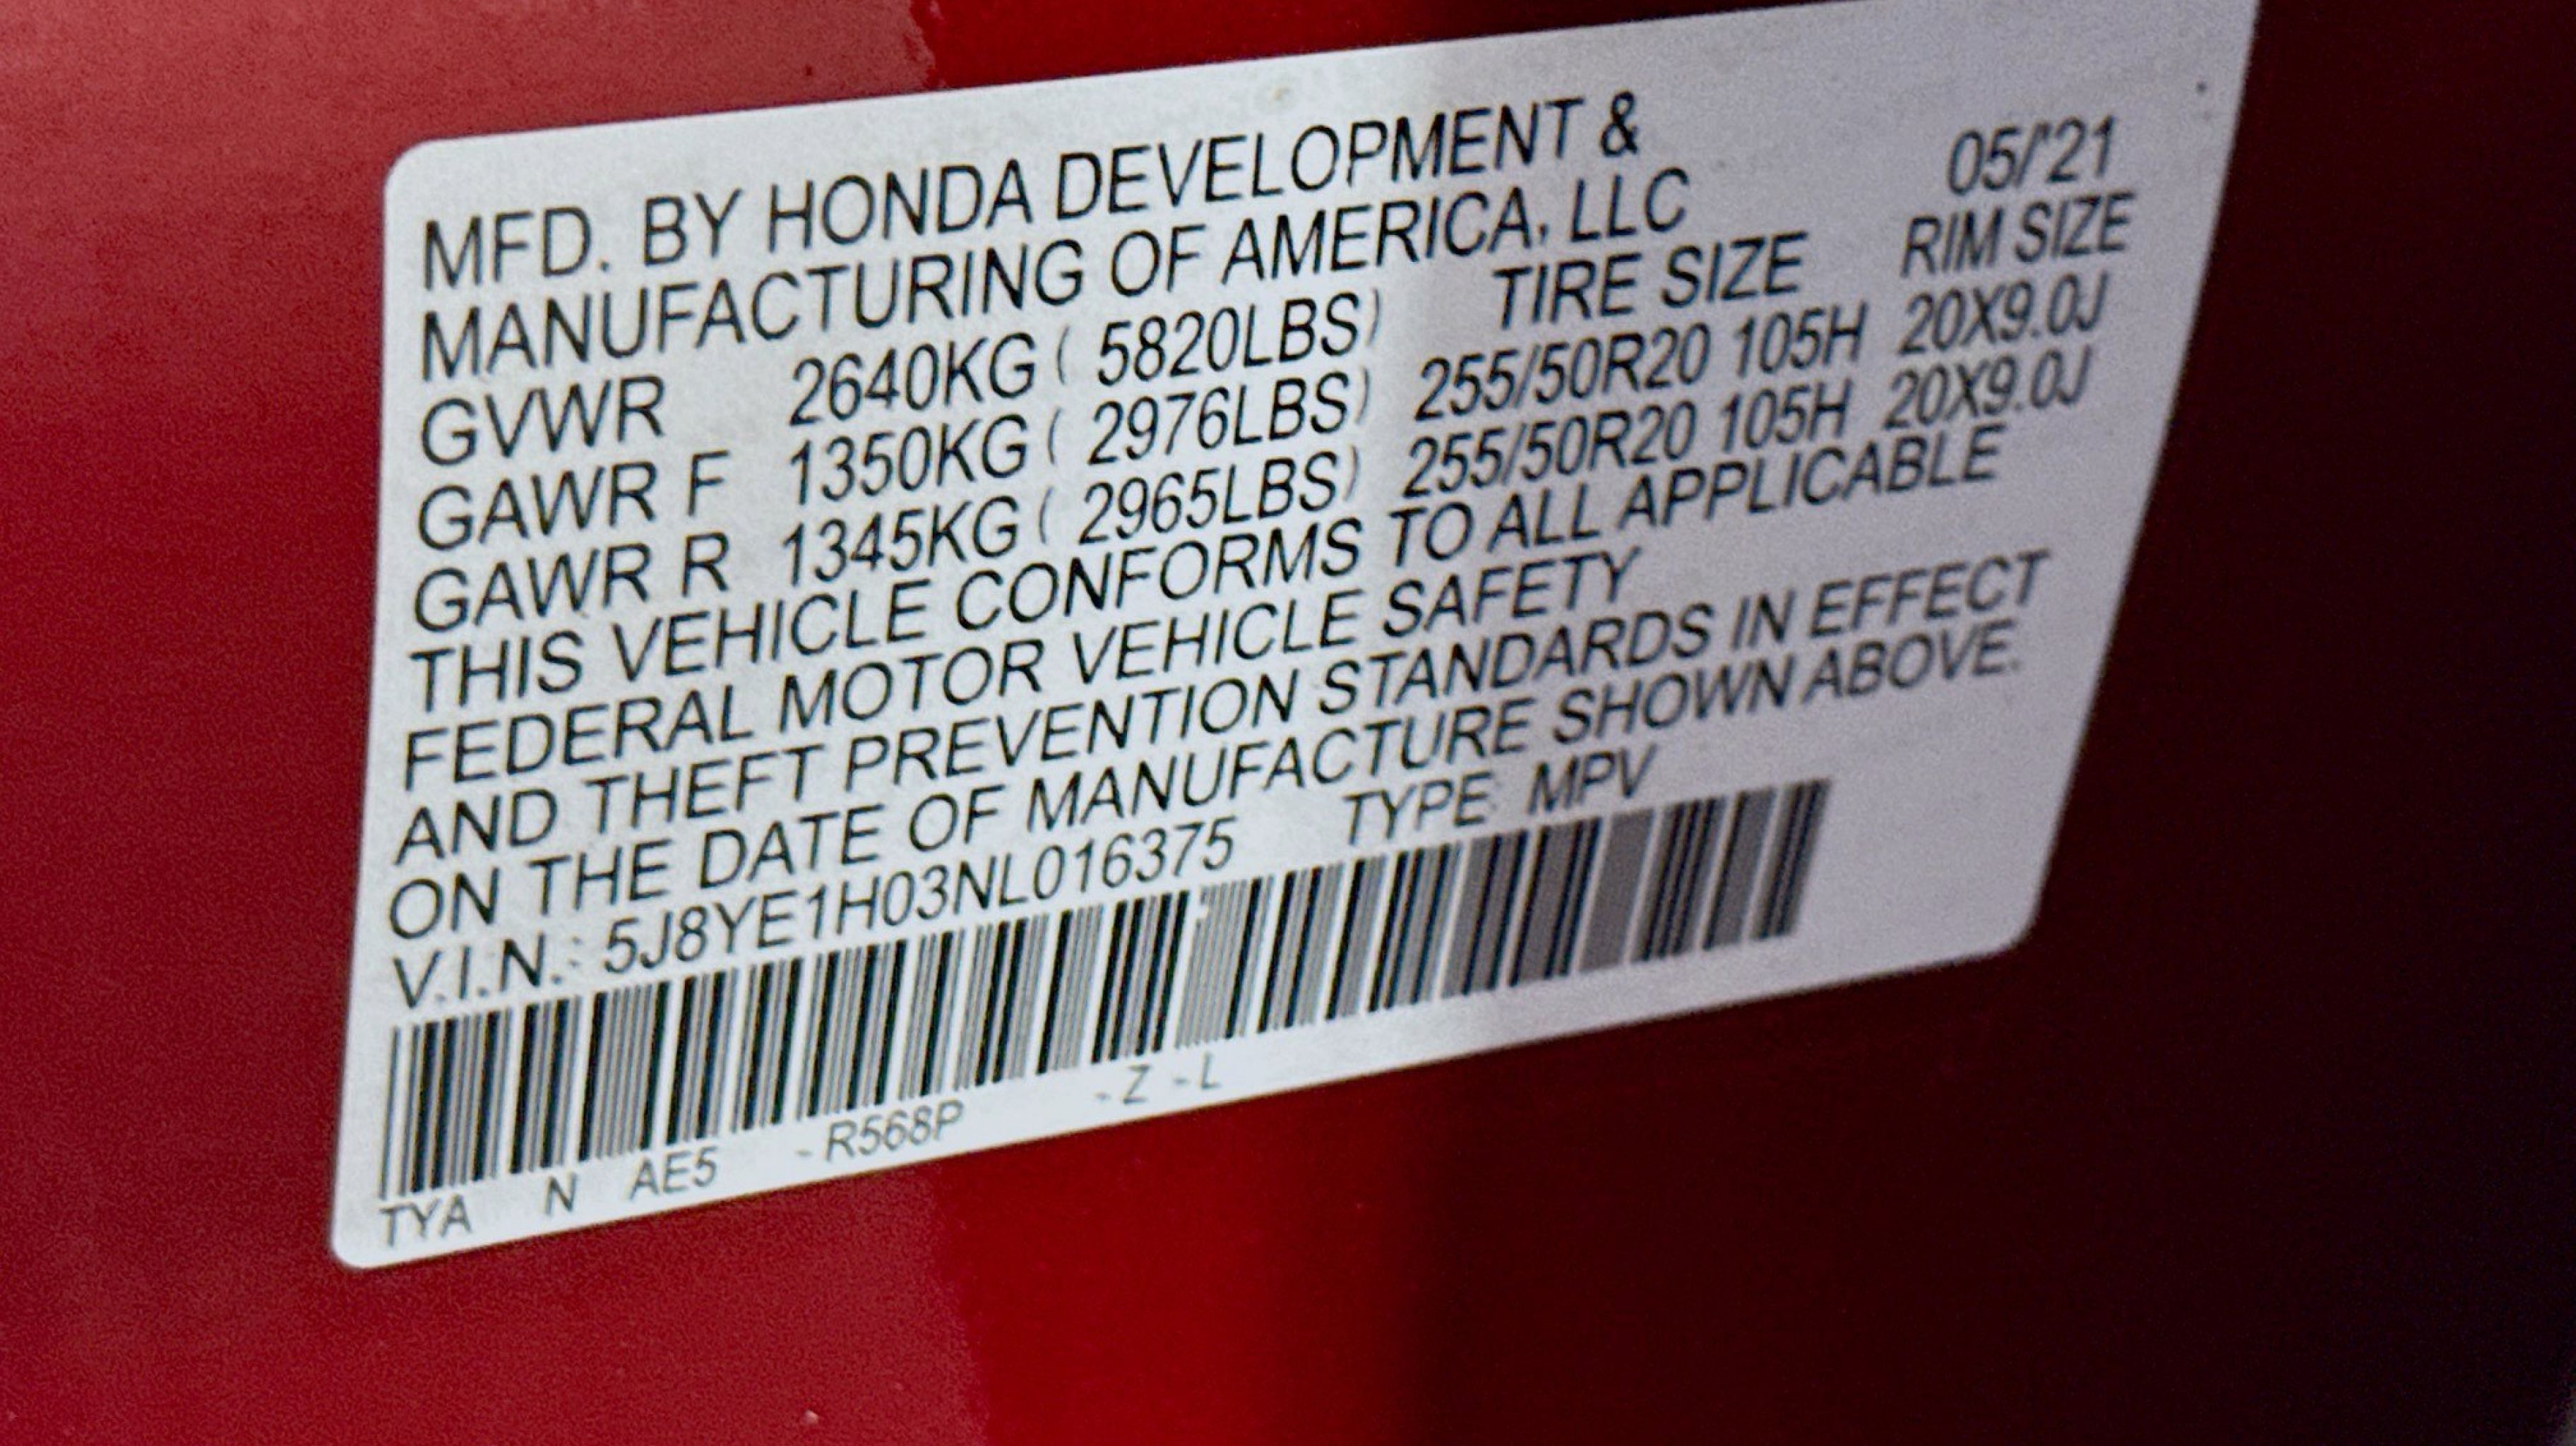 MFD. BY HONDA DEVELOPMENT &
MANUFACTURING OF AMERICA, LLC 05/'21
TIRE SIZE RIM SIZE
GVWR 2640KG ( 5820LBS)
GAWR F 1350KG ( 2976LBS) 255/50R20 105H 20X9.0J
GAWR R 1345KG ( 2965LBS) 255/50R20 105H 20X9.0J
THIS VEHICLE CONFORMS TO ALL APPLICABLE
FEDERAL MOTOR VEHICLE SAFETY
AND THEFT PREVENTION STANDARDS IN EFFECT
ON THE DATE OF MANUFACTURE SHOWN ABOVE.
V.I.N.: 5J8YE1H03NL016375 TYPE: MPV
TYA N AE5 - R568P - Z - L